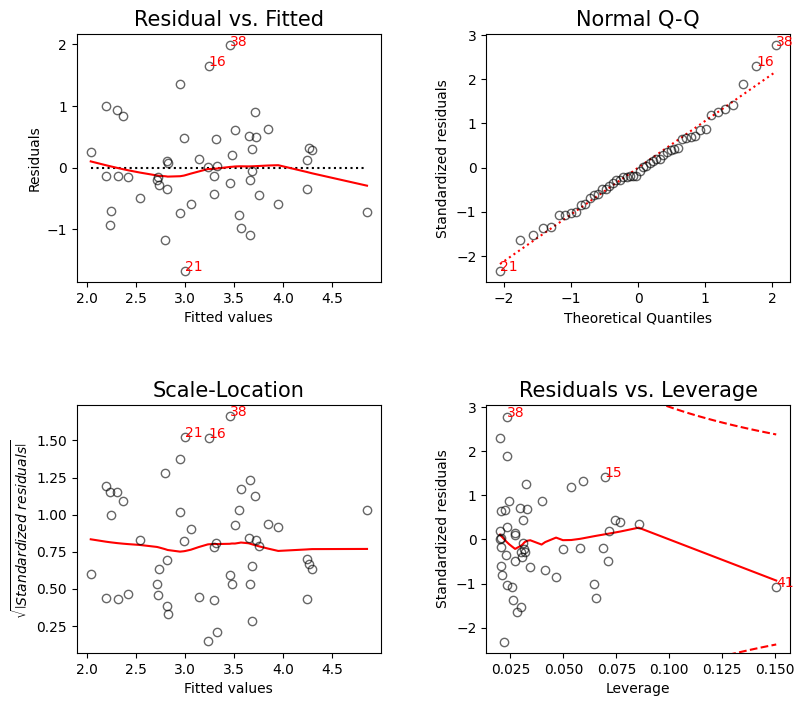 Residual vs. Fitted
Residuals
2
1
0
−1
38
16
21
2.0 2.5 3.0 3.5 4.0 4.5
Fitted values
Normal Q-Q
Standardized residuals
3
2
1
0
−1
−2
38
16
21
−2 −1 0 1 2
Theoretical Quantiles
Scale-Location
√|Standardized residuals|
1.50
1.25
1.00
0.75
0.50
0.25
38
21
16
2.0 2.5 3.0 3.5 4.0 4.5
Fitted values
Residuals vs. Leverage
Standardized residuals
3
2
1
0
−1
−2
38
15
41
0.025 0.050 0.075 0.100 0.125 0.150
Leverage